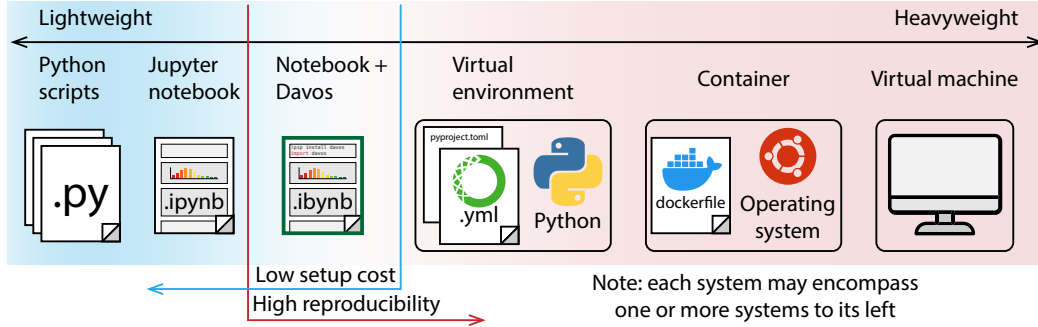 Lightweight
Heavyweight
Python
scripts
Jupyter
notebook
Notebook +
Davos
Virtual
environment
Container
Virtual machine
.py
.ipynb
!pip install davos
import davos
.ibynb
pyproject.toml
.yml
Python
dockerfile
Operating
system
Low setup cost
High reproducibility
Note: each system may encompass
one or more systems to its left